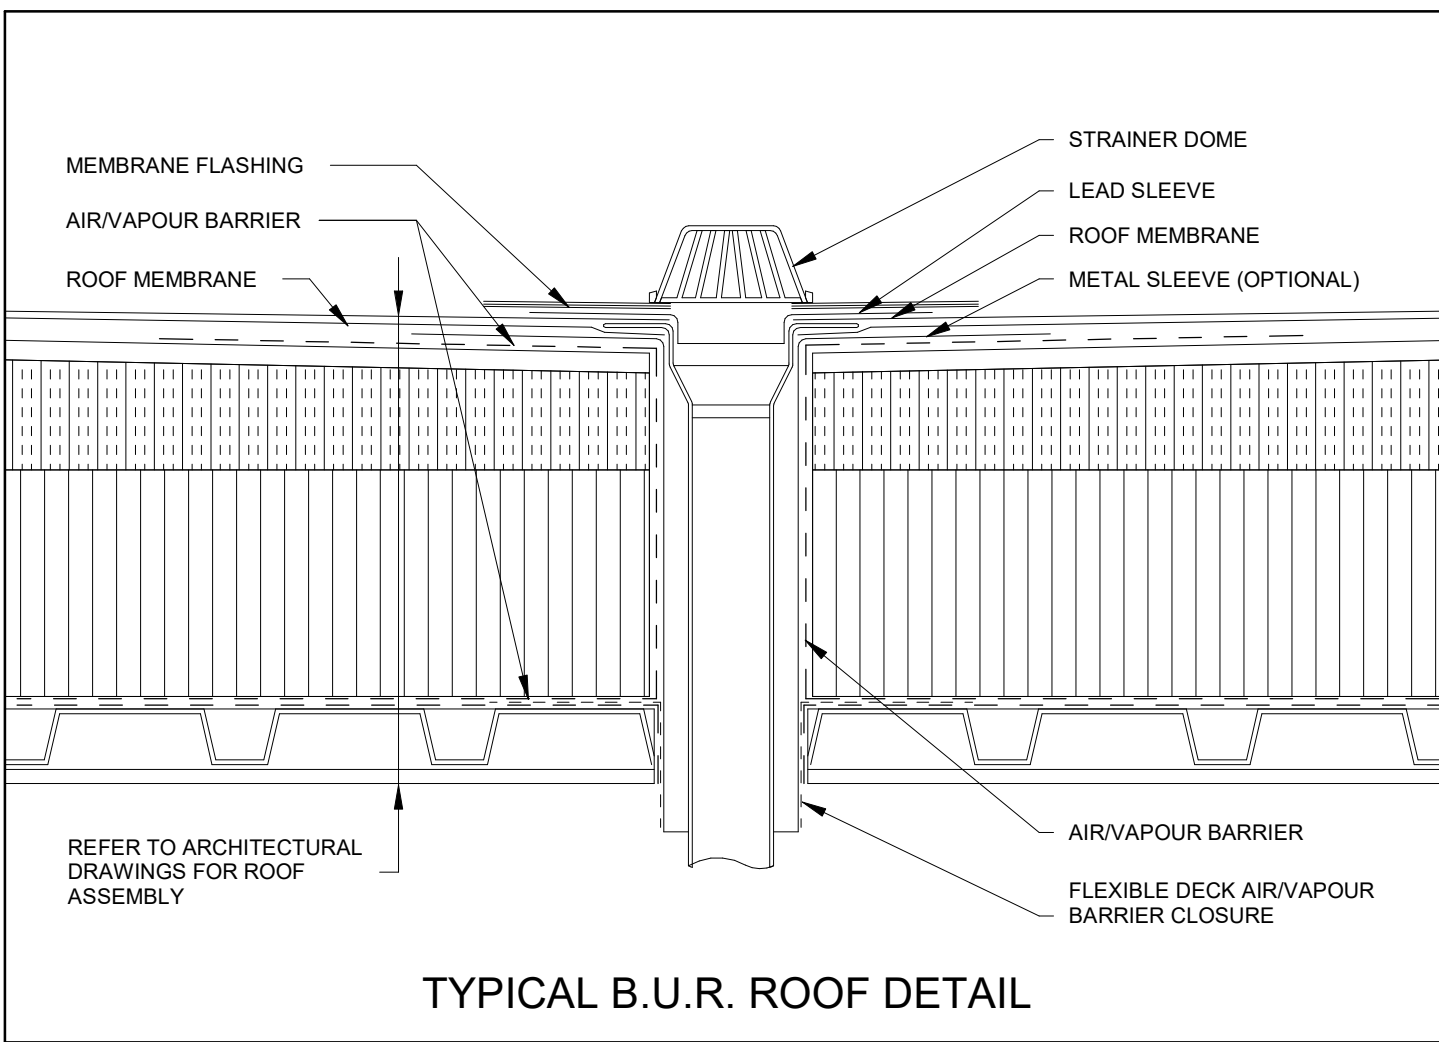 MEMBRANE FLASHING
AIR/VAPOUR BARRIER
ROOF MEMBRANE
STRAINER DOME
LEAD SLEEVE
ROOF MEMBRANE
METAL SLEEVE (OPTIONAL)
REFER TO ARCHITECTURAL
DRAWINGS FOR ROOF
ASSEMBLY
AIR/VAPOUR BARRIER
FLEXIBLE DECK AIR/VAPOUR
BARRIER CLOSURE
TYPICAL B.U.R. ROOF DETAIL